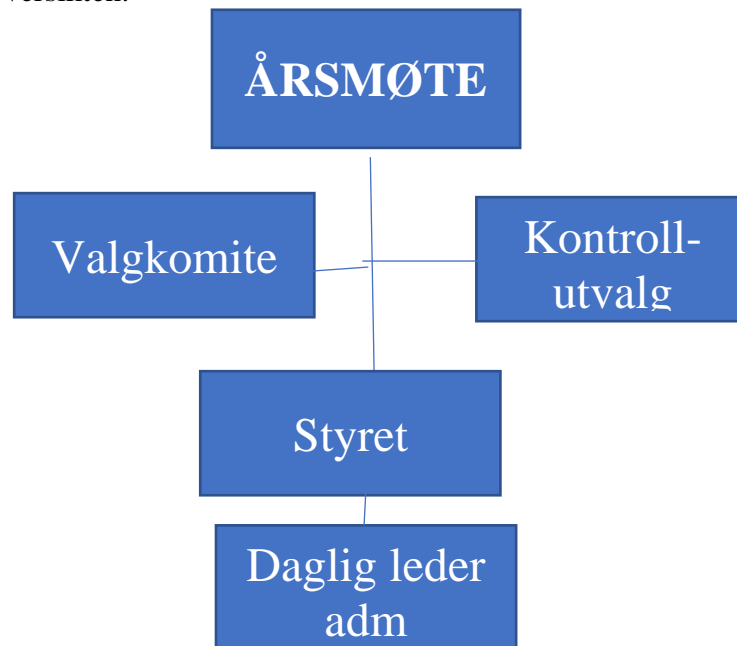 ÅRSMØTE
Valgkomite
Kontroll-
utvalg
Styret
Daglig leder
adm